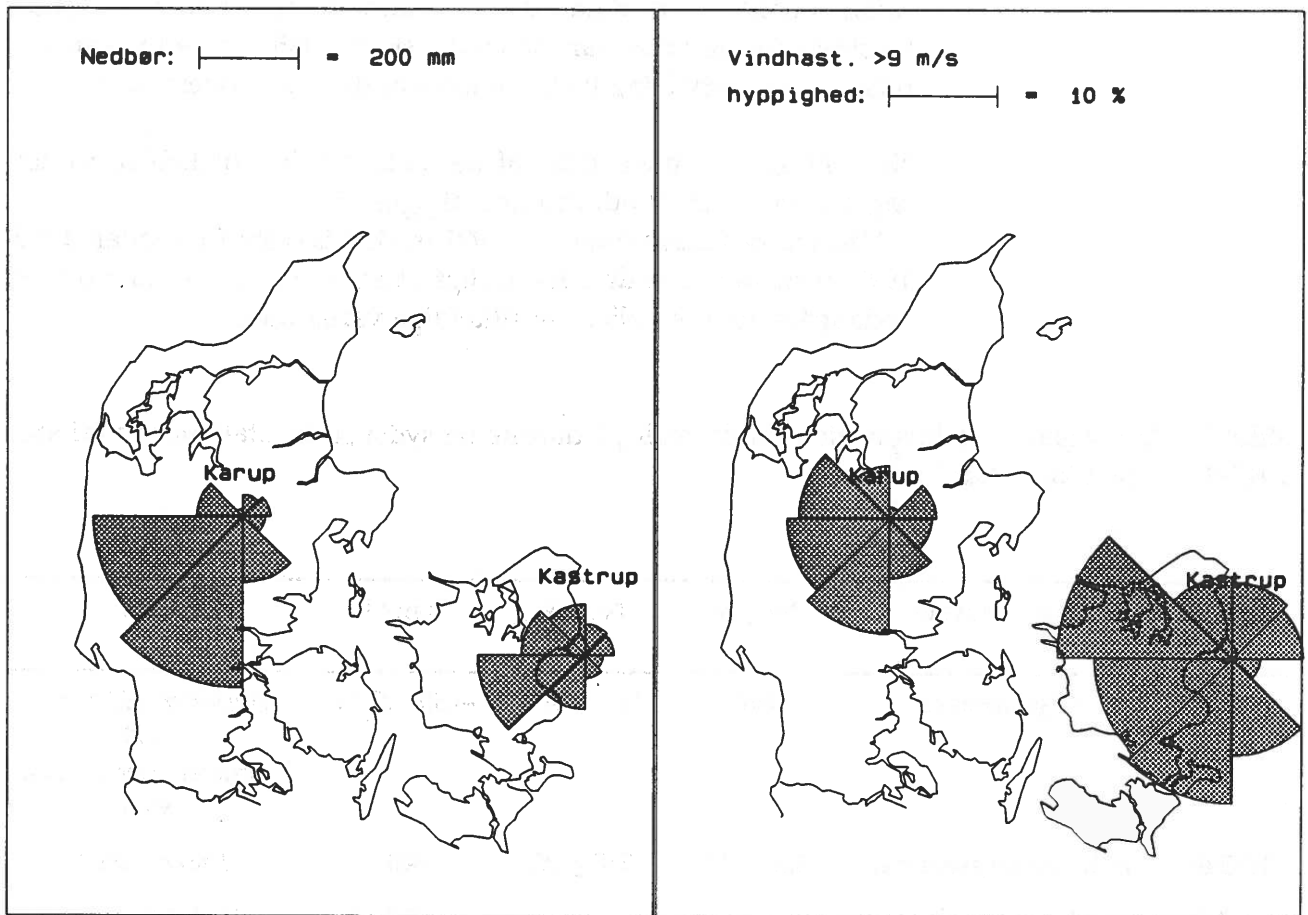 Nedbør: = 200 mm
Karup
Kastrup
Vindhast. >9 m/s
hyppighed: = 10 %
Karup
Kastrup